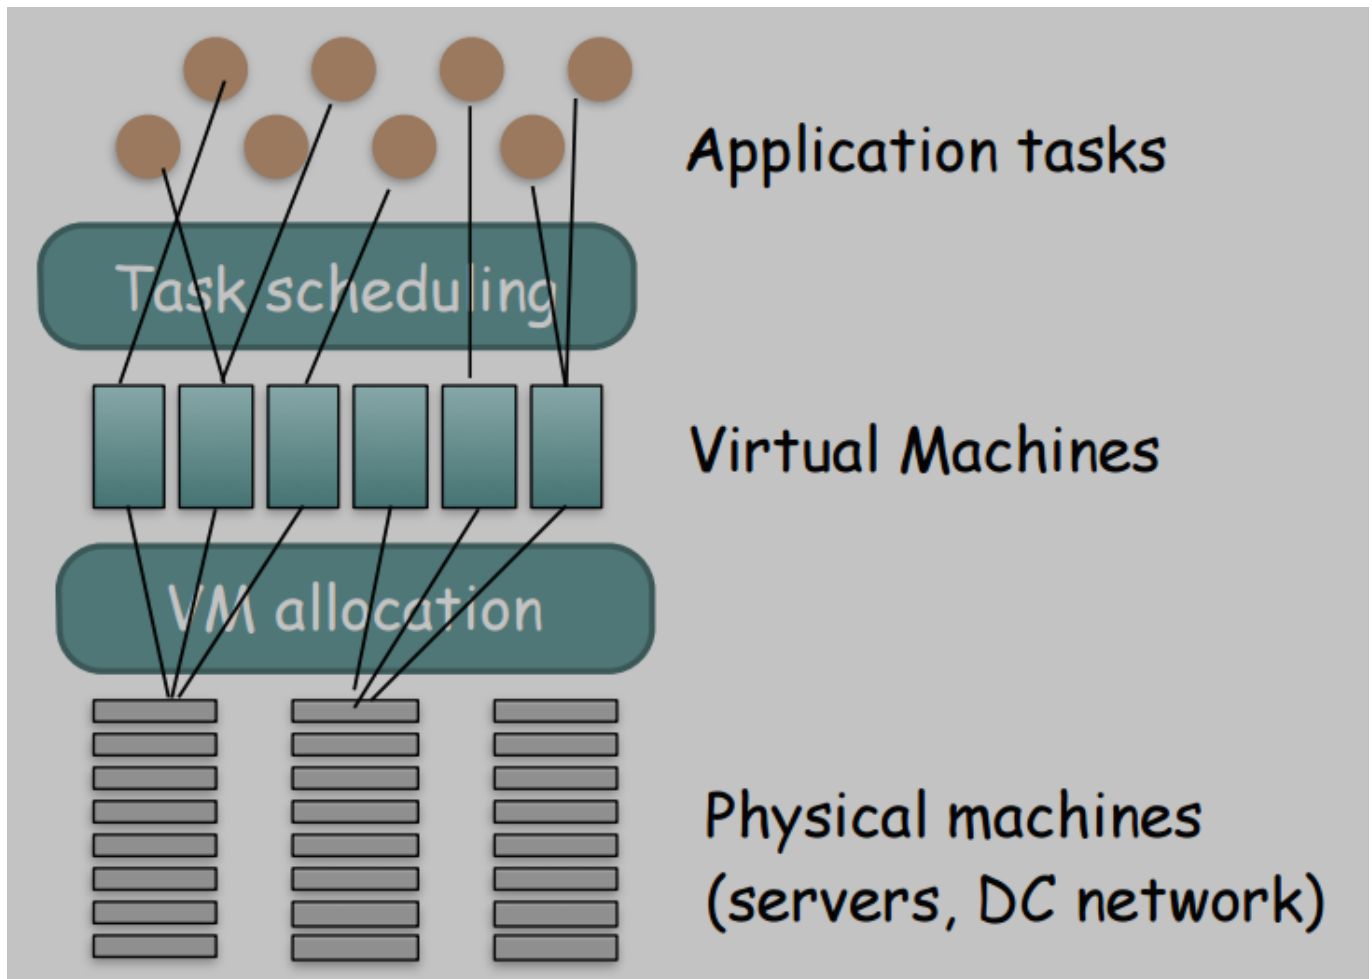 Application tasks
Task scheduling
Virtual Machines
VM allocation
Physical machines
(servers, DC network)